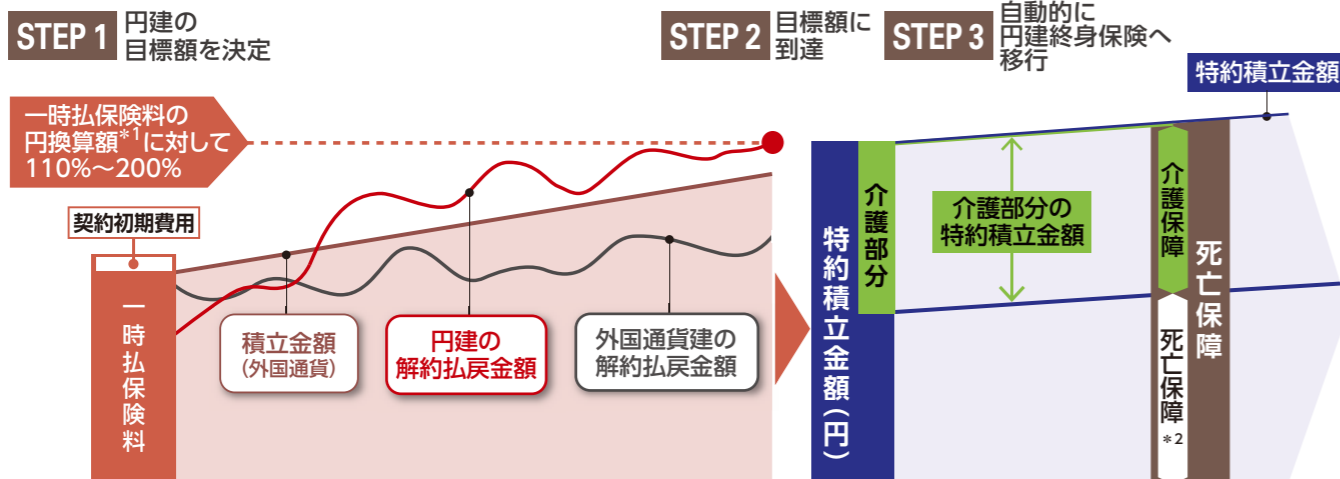 STEP 1
円建の
目標額を決定
STEP 2
目標額に
到達
STEP 3
自動的に
円建終身保険へ
移行
一時払保険料の
円換算額*1に対して
110%～200%
契約初期費用
一時払保険料
積立金額
(外国通貨)
円建の
解約払戻金額
外国通貨建の
解約払戻金額
特約積立金額(円)
介護部分
介護部分の
特約積立金額
特約積立金額
介護保障
死亡保障
*2
死亡保障